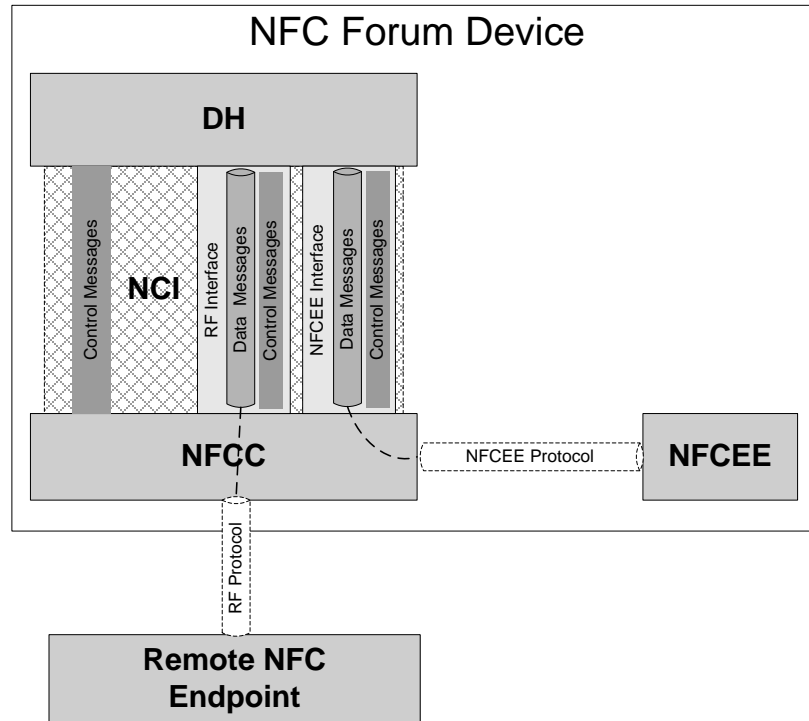 NFC Forum Device
DH
Control Messages
NCI
RF Interface
Data Messages
Control Messages
NFCEE Interface
Data Messages
Control Messages
NFCC
NFCEE Protocol
NFCEE
RF Protocol
Remote NFC
Endpoint